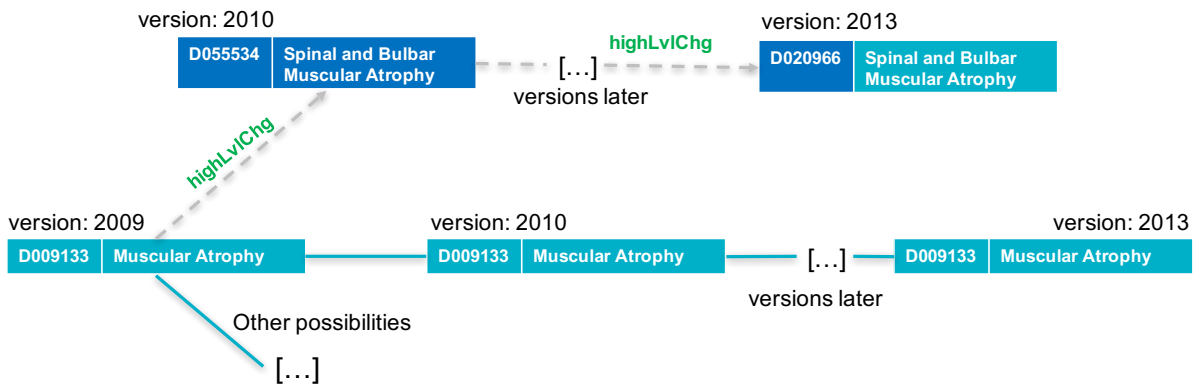 version: 2010
version: 2013
D055534
Spinal and Bulbar
Muscular Atrophy
highLvlChg
[...]
versions later
D020966
Spinal and Bulbar
Muscular Atrophy
highLvlChg
version: 2009
version: 2010
version: 2013
D009133
Muscular Atrophy
D009133
Muscular Atrophy
[...]
versions later
D009133
Muscular Atrophy
Other possibilities
[...]